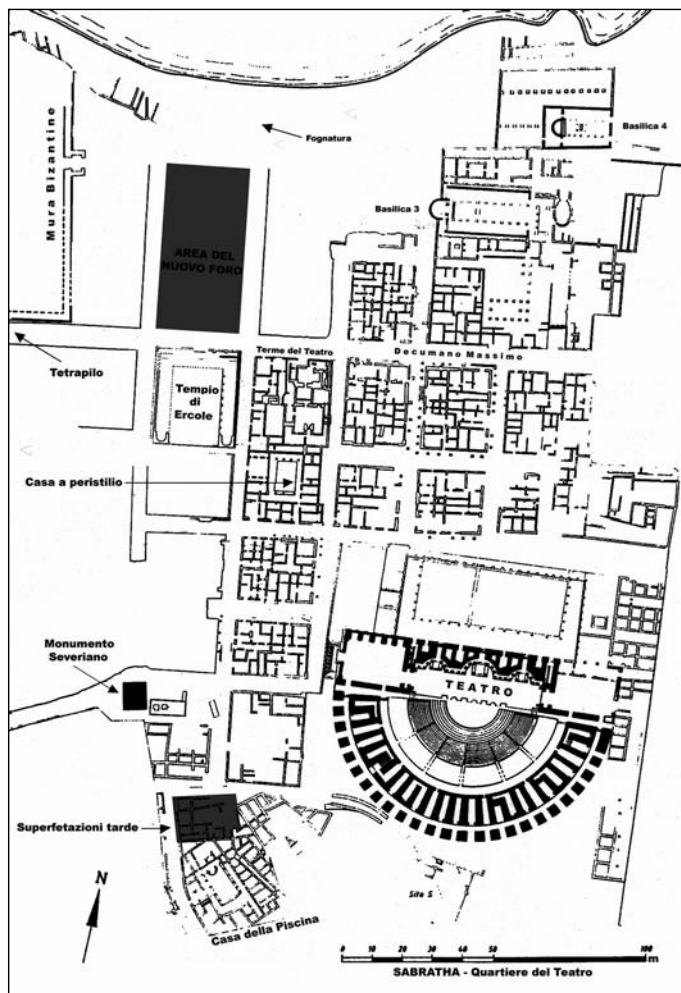 Fognatura
Basilica 4
Mura Bizantine
Basilica 3
AREA DEL
NUOVO FORO
Terme del Teatro
Decumano Massimo
Tetrapilo
Tempio
di
Ercole
Casa a peristilio
Monumento
Severiano
TEATRO
Superfetazioni tarde
N
Sito S
Casa della Piscina
0 10 20 30 40 50 100 m
SABRATHA - Quartiere del Teatro